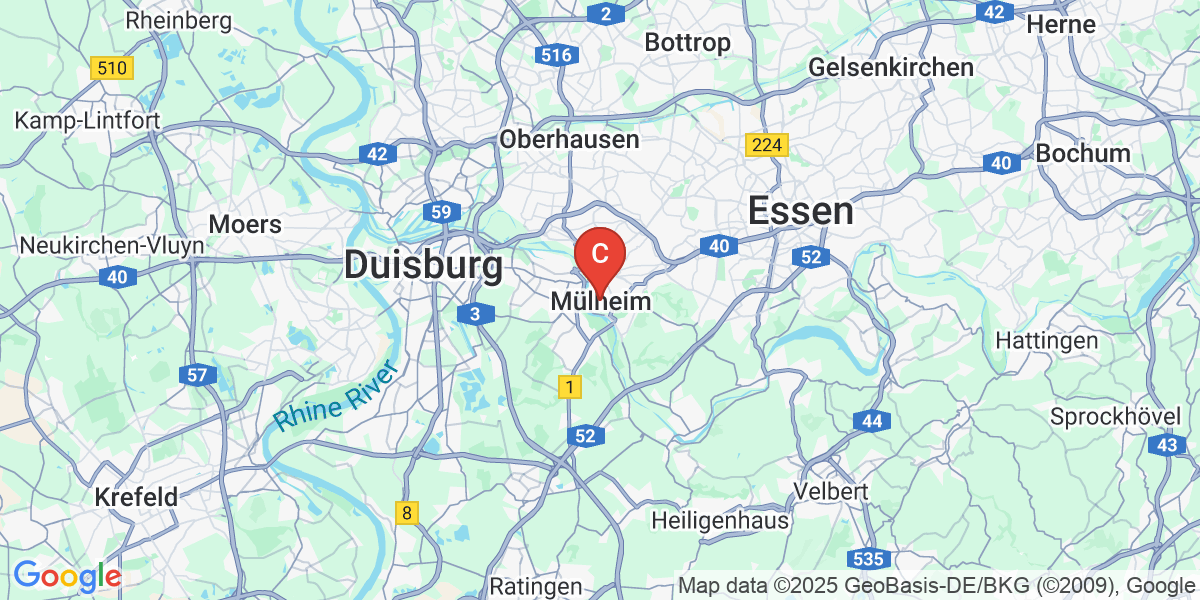 2
42
Rheinberg
Herne
Bottrop
516
510
Gelsenkirchen
Kamp-Lintfort
Oberhausen
42
224
Bochum
40
59
Essen
Moers
Neukirchen-Vluyn
40
52
C
Duisburg
40
Mülheim
3
Hattingen
57
Rhine River
1
Sprockhövel
44
52
43
Krefeld
Velbert
8
Heiligenhaus
535
Google
Ratingen
Map data ©2025 GeoBasis-DE/BKG (©2009), Google